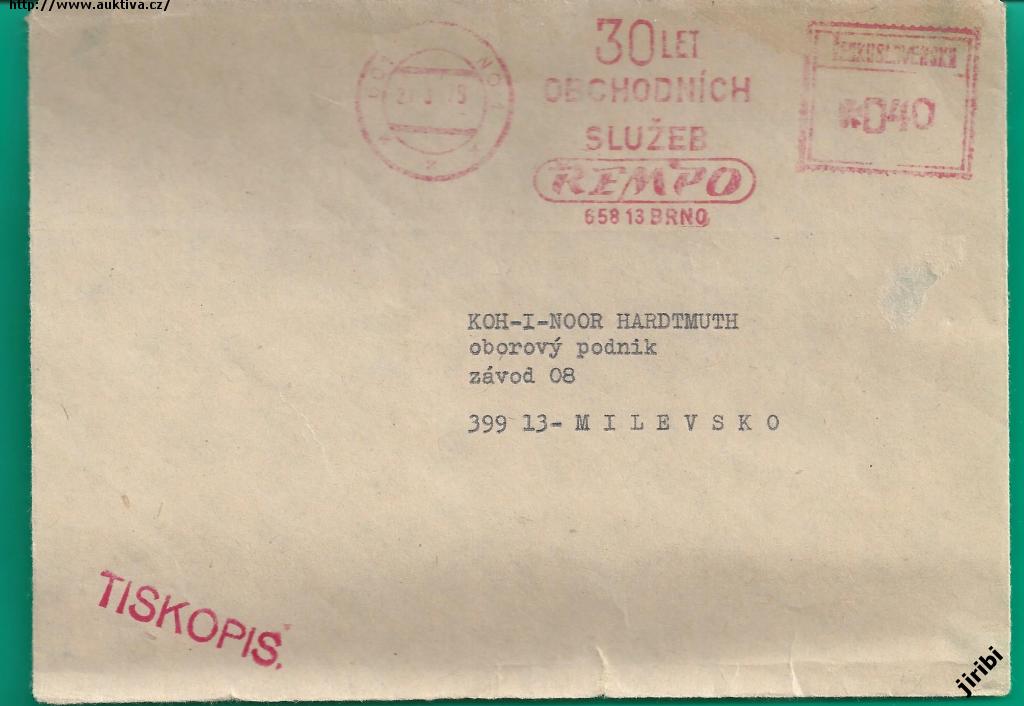 http://www.auktiva.cz/
30 LET
OBCHODNÍCH
SLUŽEB
REMPO
658 13 BRNO
ČESKOSLOVENSKO
040
KOH-I-NOOR HARDTMUTH
oborový podnik
závod 08
399 13- M I L E V S K O
TISKOPIS.
jiribi